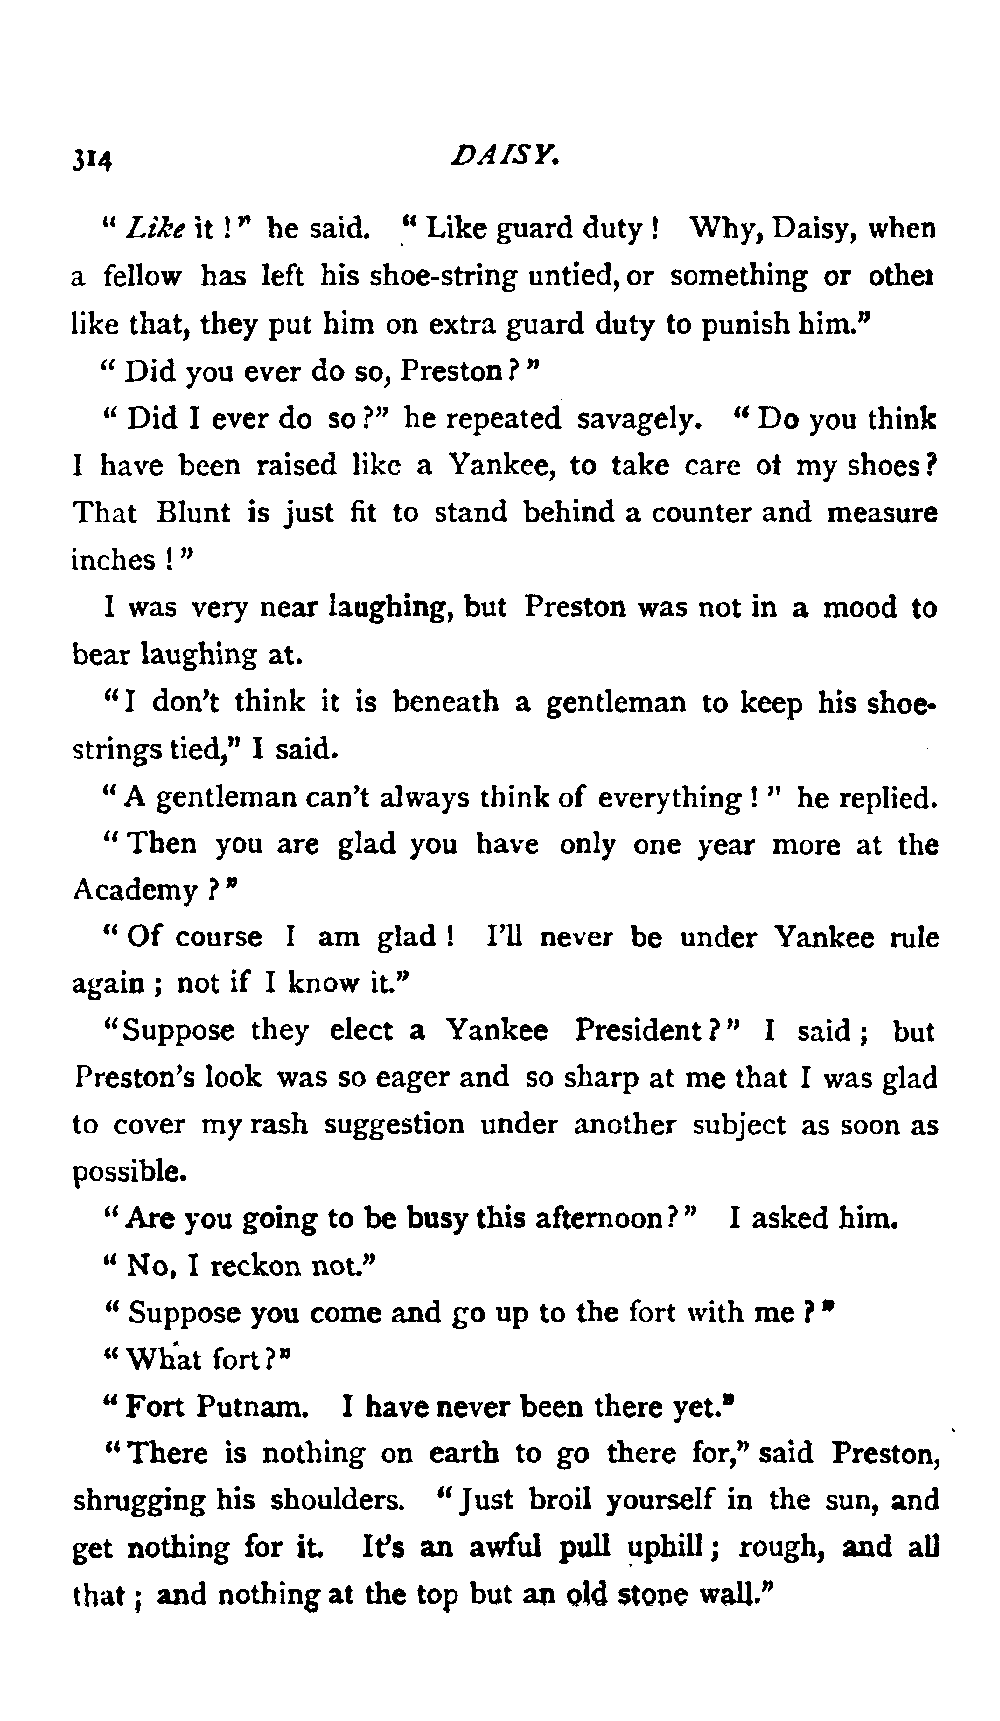 314 DAISY.
" Like it !" he said. " Like guard duty ! Why, Daisy, when
a fellow has left his shoe-string untied, or something or other
like that, they put him on extra guard duty to punish him."
" Did you ever do so, Preston ? "
" Did I ever do so ?" he repeated savagely. " Do you think
I have been raised like a Yankee, to take care of my shoes ?
That Blunt is just fit to stand behind a counter and measure
inches ! "
I was very near laughing, but Preston was not in a mood to
bear laughing at.
" I don't think it is beneath a gentleman to keep his shoe-
strings tied," I said.
" A gentleman can't always think of everything ! " he replied.
" Then you are glad you have only one year more at the
Academy ? "
" Of course I am glad ! I'll never be under Yankee rule
again ; not if I know it."
"Suppose they elect a Yankee President ? " I said ; but
Preston's look was so eager and so sharp at me that I was glad
to cover my rash suggestion under another subject as soon as
possible.
" Are you going to be busy this afternoon ? " I asked him.
" No, I reckon not."
" Suppose you come and go up to the fort with me ? "
" What fort ? "
" Fort Putnam. I have never been there yet."
" There is nothing on earth to go there for," said Preston,
shrugging his shoulders. " Just broil yourself in the sun, and
get nothing for it. It's an awful pull uphill ; rough, and all
that ; and nothing at the top but an old stone wall."